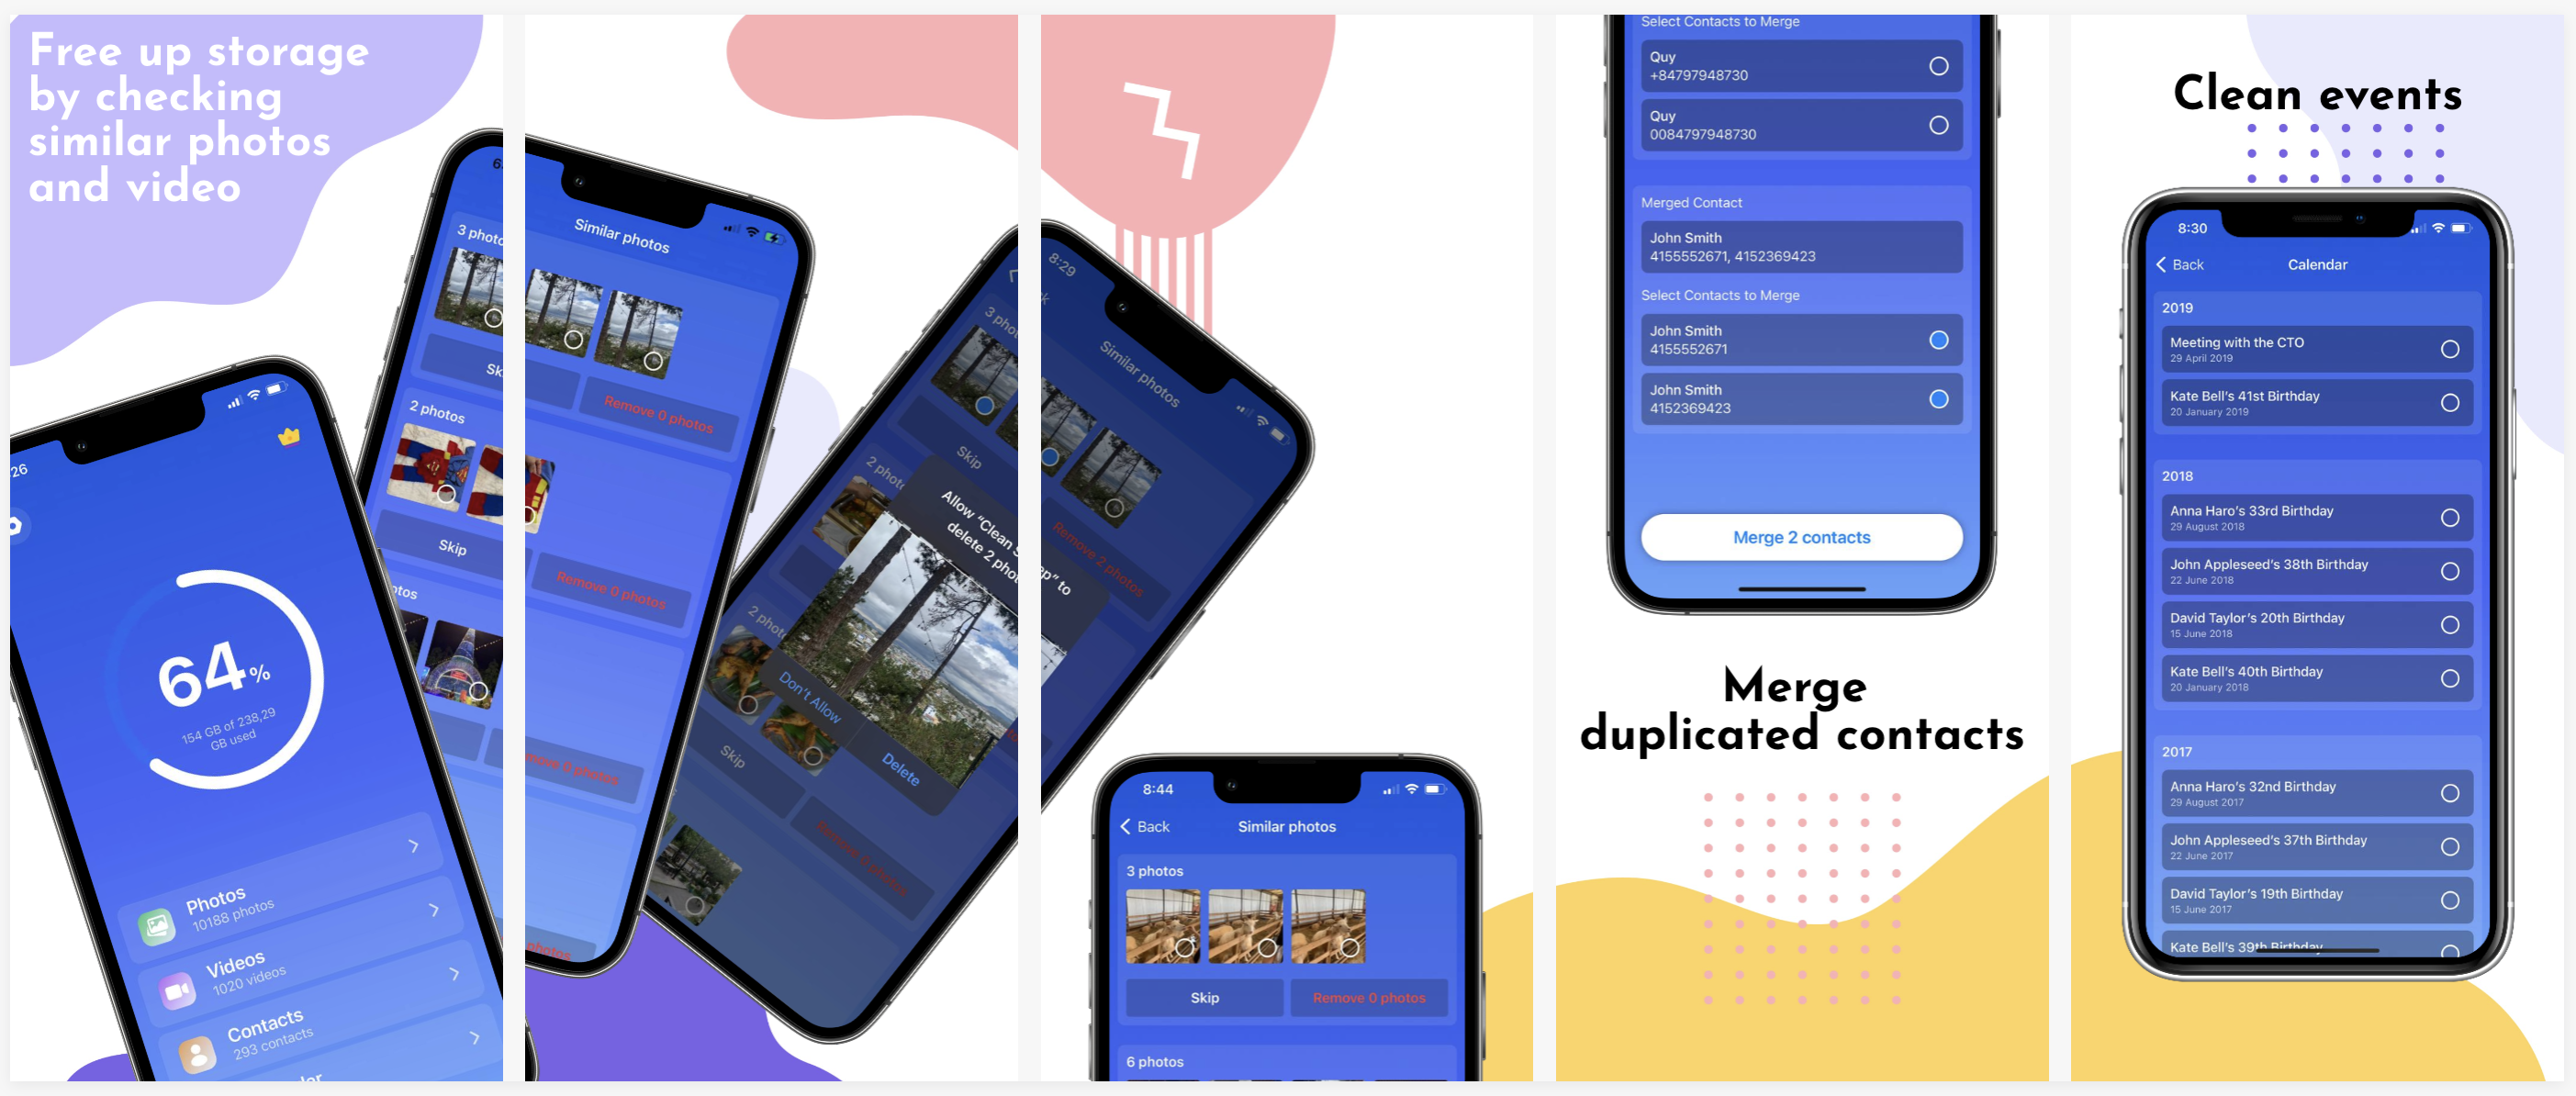 Free up storage
by checking
similar photos
and video
:26
64%
154 GB of 238,29
GB used
Photos
10188 photos
Videos
1020 videos
Contacts
293 contacts
3 photo
2 photos
Skip
Similar photos
Remove 0 photos
Remove 0 photos
move 0 photos
photos
3 pho
Skip
2 phot
Allow “Clean S
delete 2 pho
Don't Allow
Delete
2 phot
Skip
Remove 0 photos
8:29
Similar photos
Remove 2 photos
p” to
8:44
Back
Similar photos
3 photos
Skip
Remove 0 photos
6 photos
Select Contacts to Merge
Quy
+84797948730
Quy
0084797948730
Merged Contact
John Smith
4155552671, 4152369423
Select Contacts to Merge
John Smith
4155552671
John Smith
4152369423
Merge 2 contacts
Merge
duplicated contacts
Clean events
8:30
Back
Calendar
2019
Meeting with the CTO
29 April 2019
Kate Bell’s 41st Birthday
20 January 2019
2018
Anna Haro’s 33rd Birthday
29 August 2018
John Appleseed’s 38th Birthday
22 June 2018
David Taylor’s 20th Birthday
15 June 2018
Kate Bell’s 40th Birthday
20 January 2018
2017
Anna Haro’s 32nd Birthday
29 August 2017
John Appleseed’s 37th Birthday
22 June 2017
David Taylor’s 19th Birthday
15 June 2017
Kate Bell’s 39th Birthday